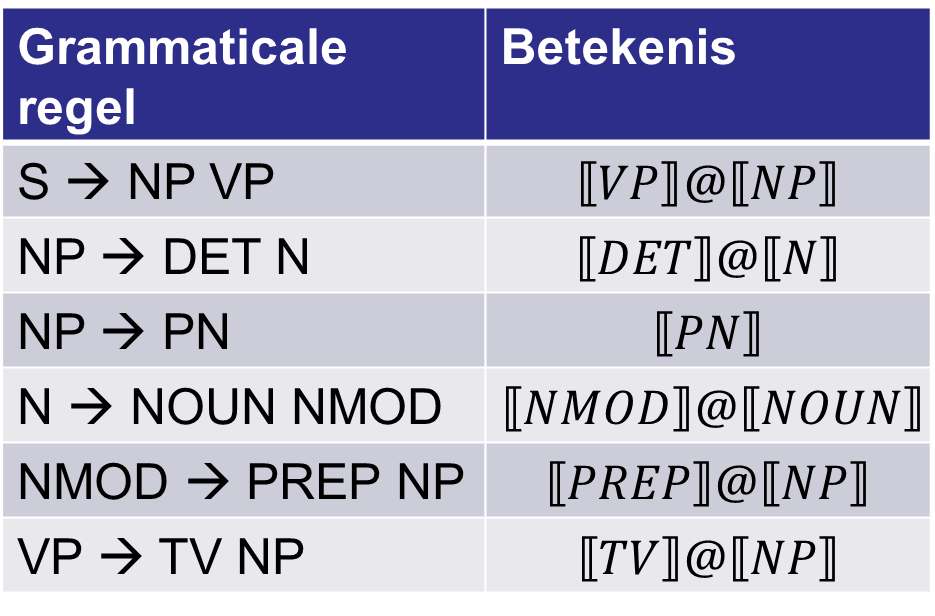 Grammaticale regel Betekenis
S → NP VP ⟦VP⟧@⟦NP⟧
NP → DET N ⟦DET⟧@⟦N⟧
NP → PN ⟦PN⟧
N → NOUN NMOD ⟦NMOD⟧@⟦NOUN⟧
NMOD → PREP NP ⟦PREP⟧@⟦NP⟧
VP → TV NP ⟦TV⟧@⟦NP⟧